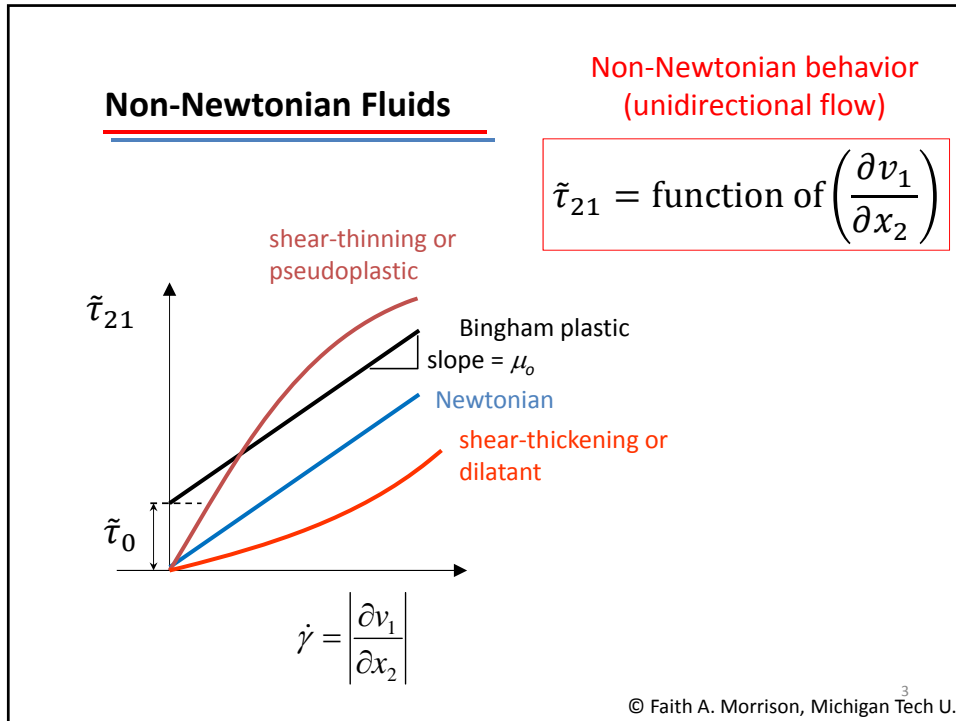 Non-Newtonian Fluids
Non-Newtonian behavior
(unidirectional flow)
τ̃₂₁ = function of (∂v₁/∂x₂)
shear-thinning or
pseudoplastic
τ̃₂₁
Bingham plastic
slope = μₒ
Newtonian
shear-thickening or
dilatant
τ̃₀
γ̇ = |∂v₁/∂x₂|
3
© Faith A. Morrison, Michigan Tech U.